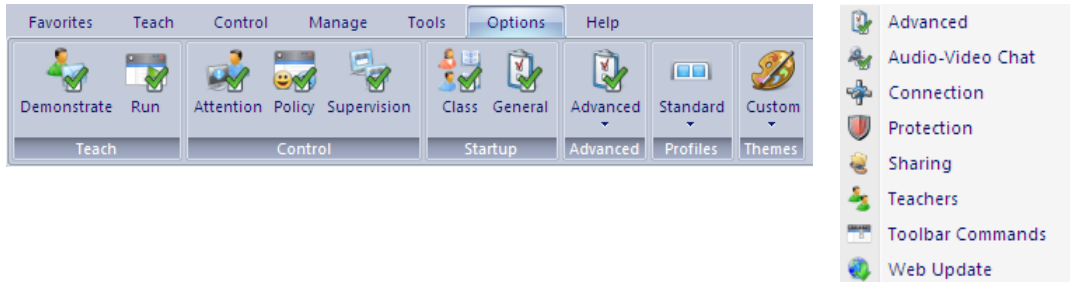 Favorites Teach Control Manage Tools Options Help
Demonstrate Run Attention Policy Supervision Class General Advanced Standard Custom
Teach Control Startup Advanced Profiles Themes
Advanced
Audio-Video Chat
Connection
Protection
Sharing
Teachers
Toolbar Commands
Web Update